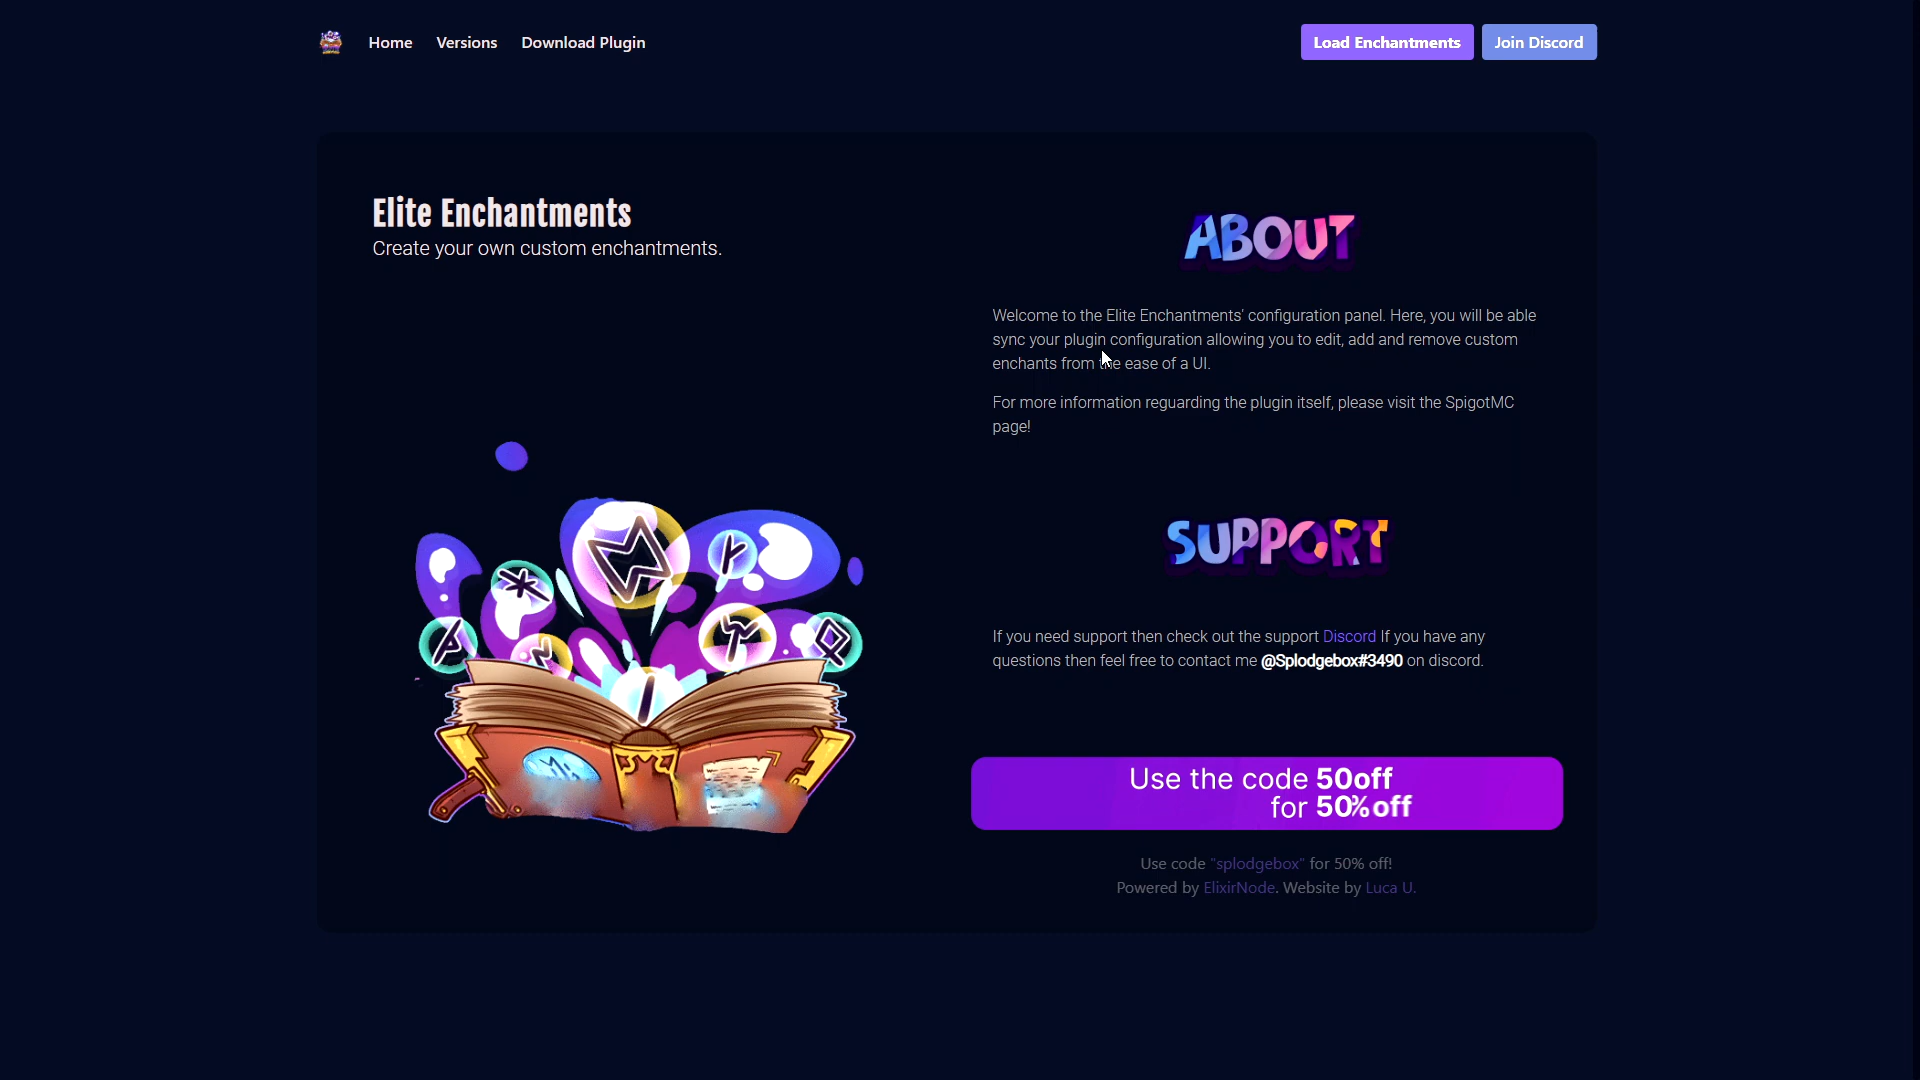 Home Versions Download Plugin Load Enchantments Join Discord
Elite Enchantments
Create your own custom enchantments.
ABOUT
Welcome to the Elite Enchantments' configuration panel. Here, you will be able
sync your plugin configuration allowing you to edit, add and remove custom
enchants from the ease of a UI.
For more information reguarding the plugin itself, please visit the SpigotMC
page!
SUPPORT
If you need support then check out the support Discord If you have any
questions then feel free to contact me @Splodgebox#3490 on discord.
Use the code 50off
for 50%off
Use code "splodgebox" for 50% off!
Powered by ElixirNode. Website by Luca U.